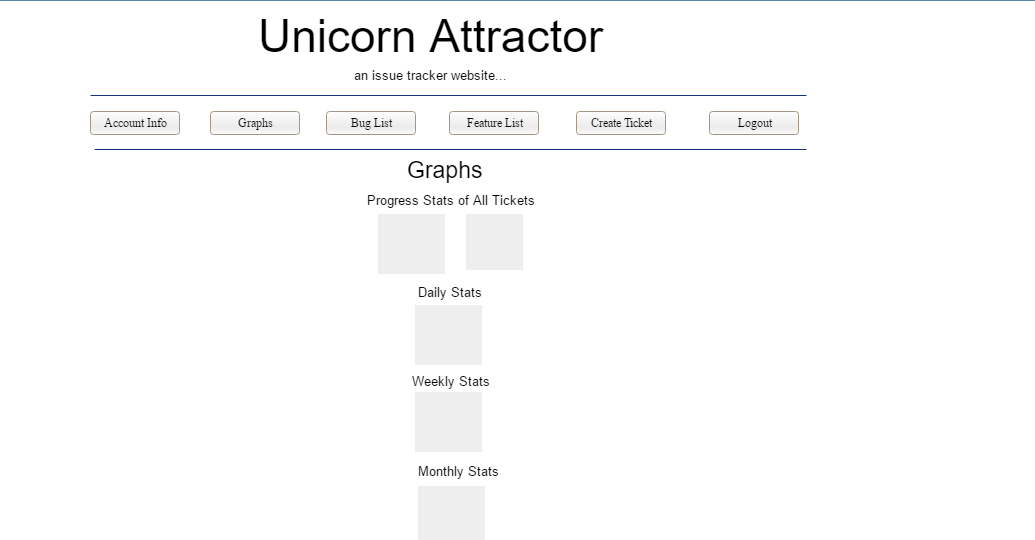 Unicorn Attractor
an issue tracker website...
Account Info Graphs Bug List Feature List Create Ticket Logout
Graphs
Progress Stats of All Tickets
Daily Stats
Weekly Stats
Monthly Stats